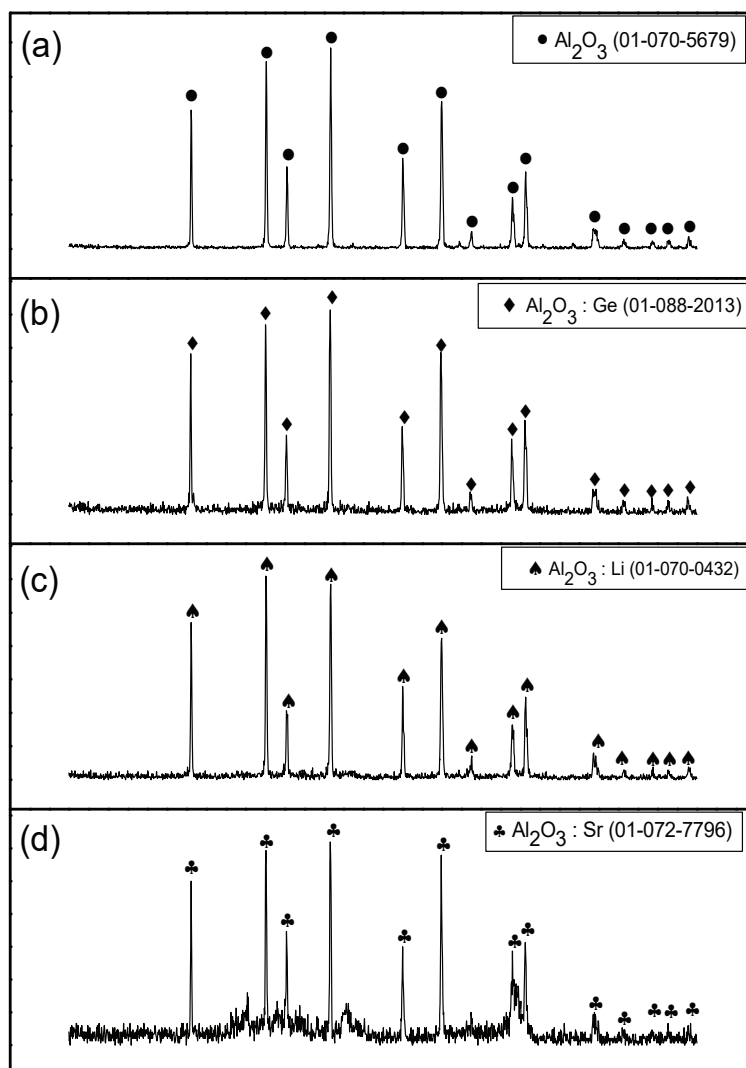 (a)
● Al₂O₃ (01-070-5679)
(b)
♦ Al₂O₃ : Ge (01-088-2013)
(c)
♠ Al₂O₃ : Li (01-070-0432)
(d)
♣ Al₂O₃ : Sr (01-072-7796)